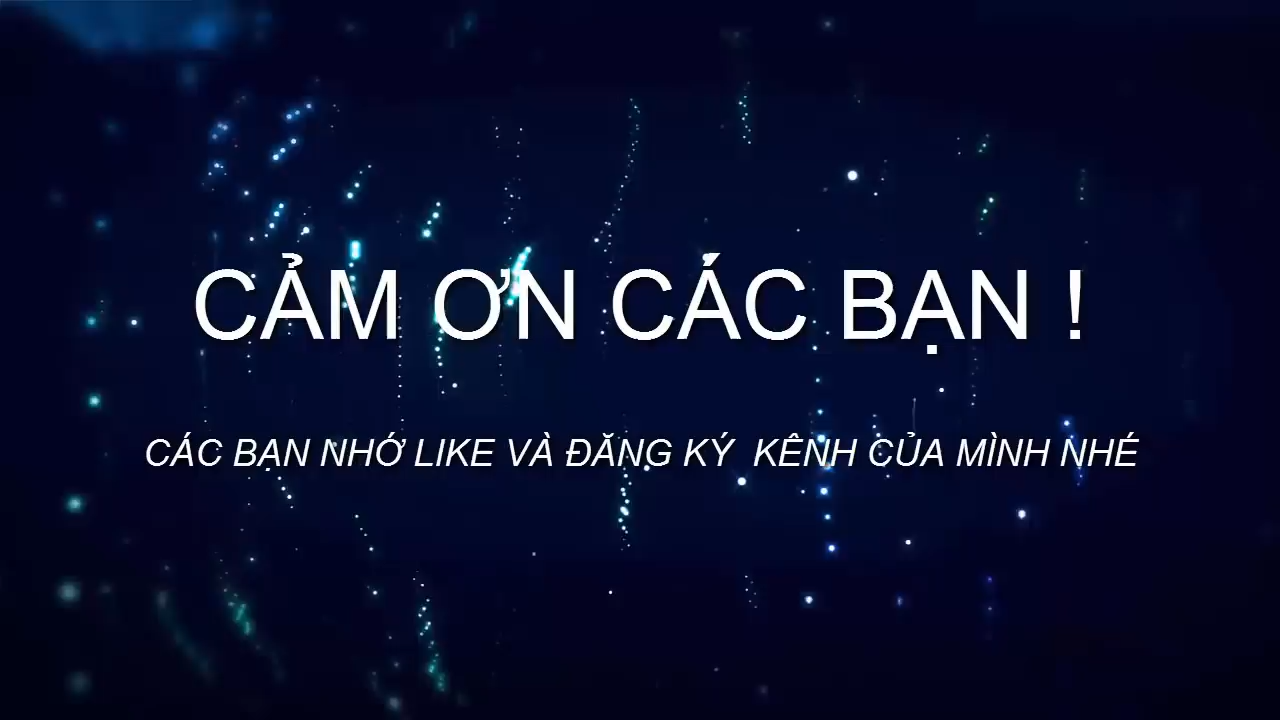 CẢM ƠN CÁC BẠN !
CÁC BẠN NHỚ LIKE VÀ ĐĂNG KÝ KÊNH CỦA MÌNH NHÉ